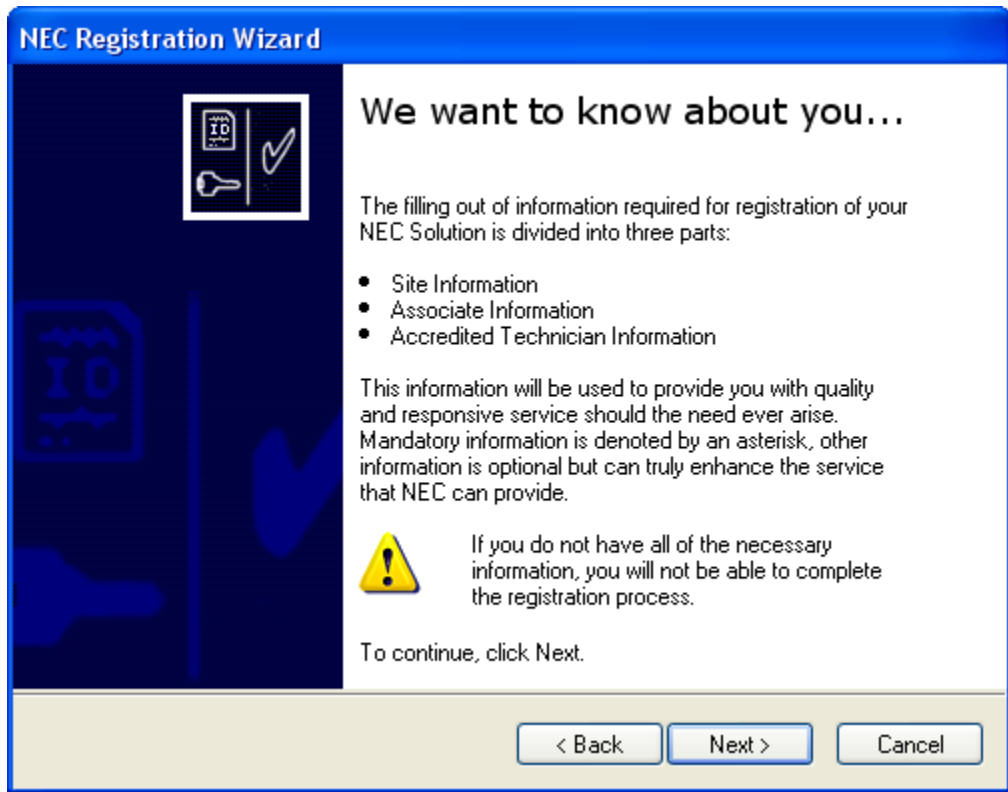 NEC Registration Wizard
ID
We want to know about you...
The filling out of information required for registration of your
NEC Solution is divided into three parts:
• Site Information
• Associate Information
• Accredited Technician Information
This information will be used to provide you with quality
and responsive service should the need ever arise.
Mandatory information is denoted by an asterisk, other
information is optional but can truly enhance the service
that NEC can provide.
If you do not have all of the necessary
information, you will not be able to complete
the registration process.
To continue, click Next.
ID
< Back
Next >
Cancel